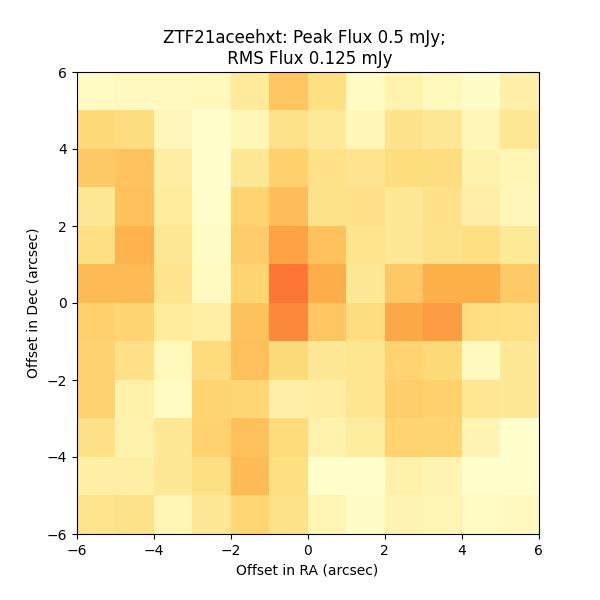 ZTF21aceehxt: Peak Flux 0.5 mJy;
RMS Flux 0.125 mJy
6
4
2
0
−2
−4
−6
Offset in Dec (arcsec)
−6 −4 −2 0 2 4 6
Offset in RA (arcsec)